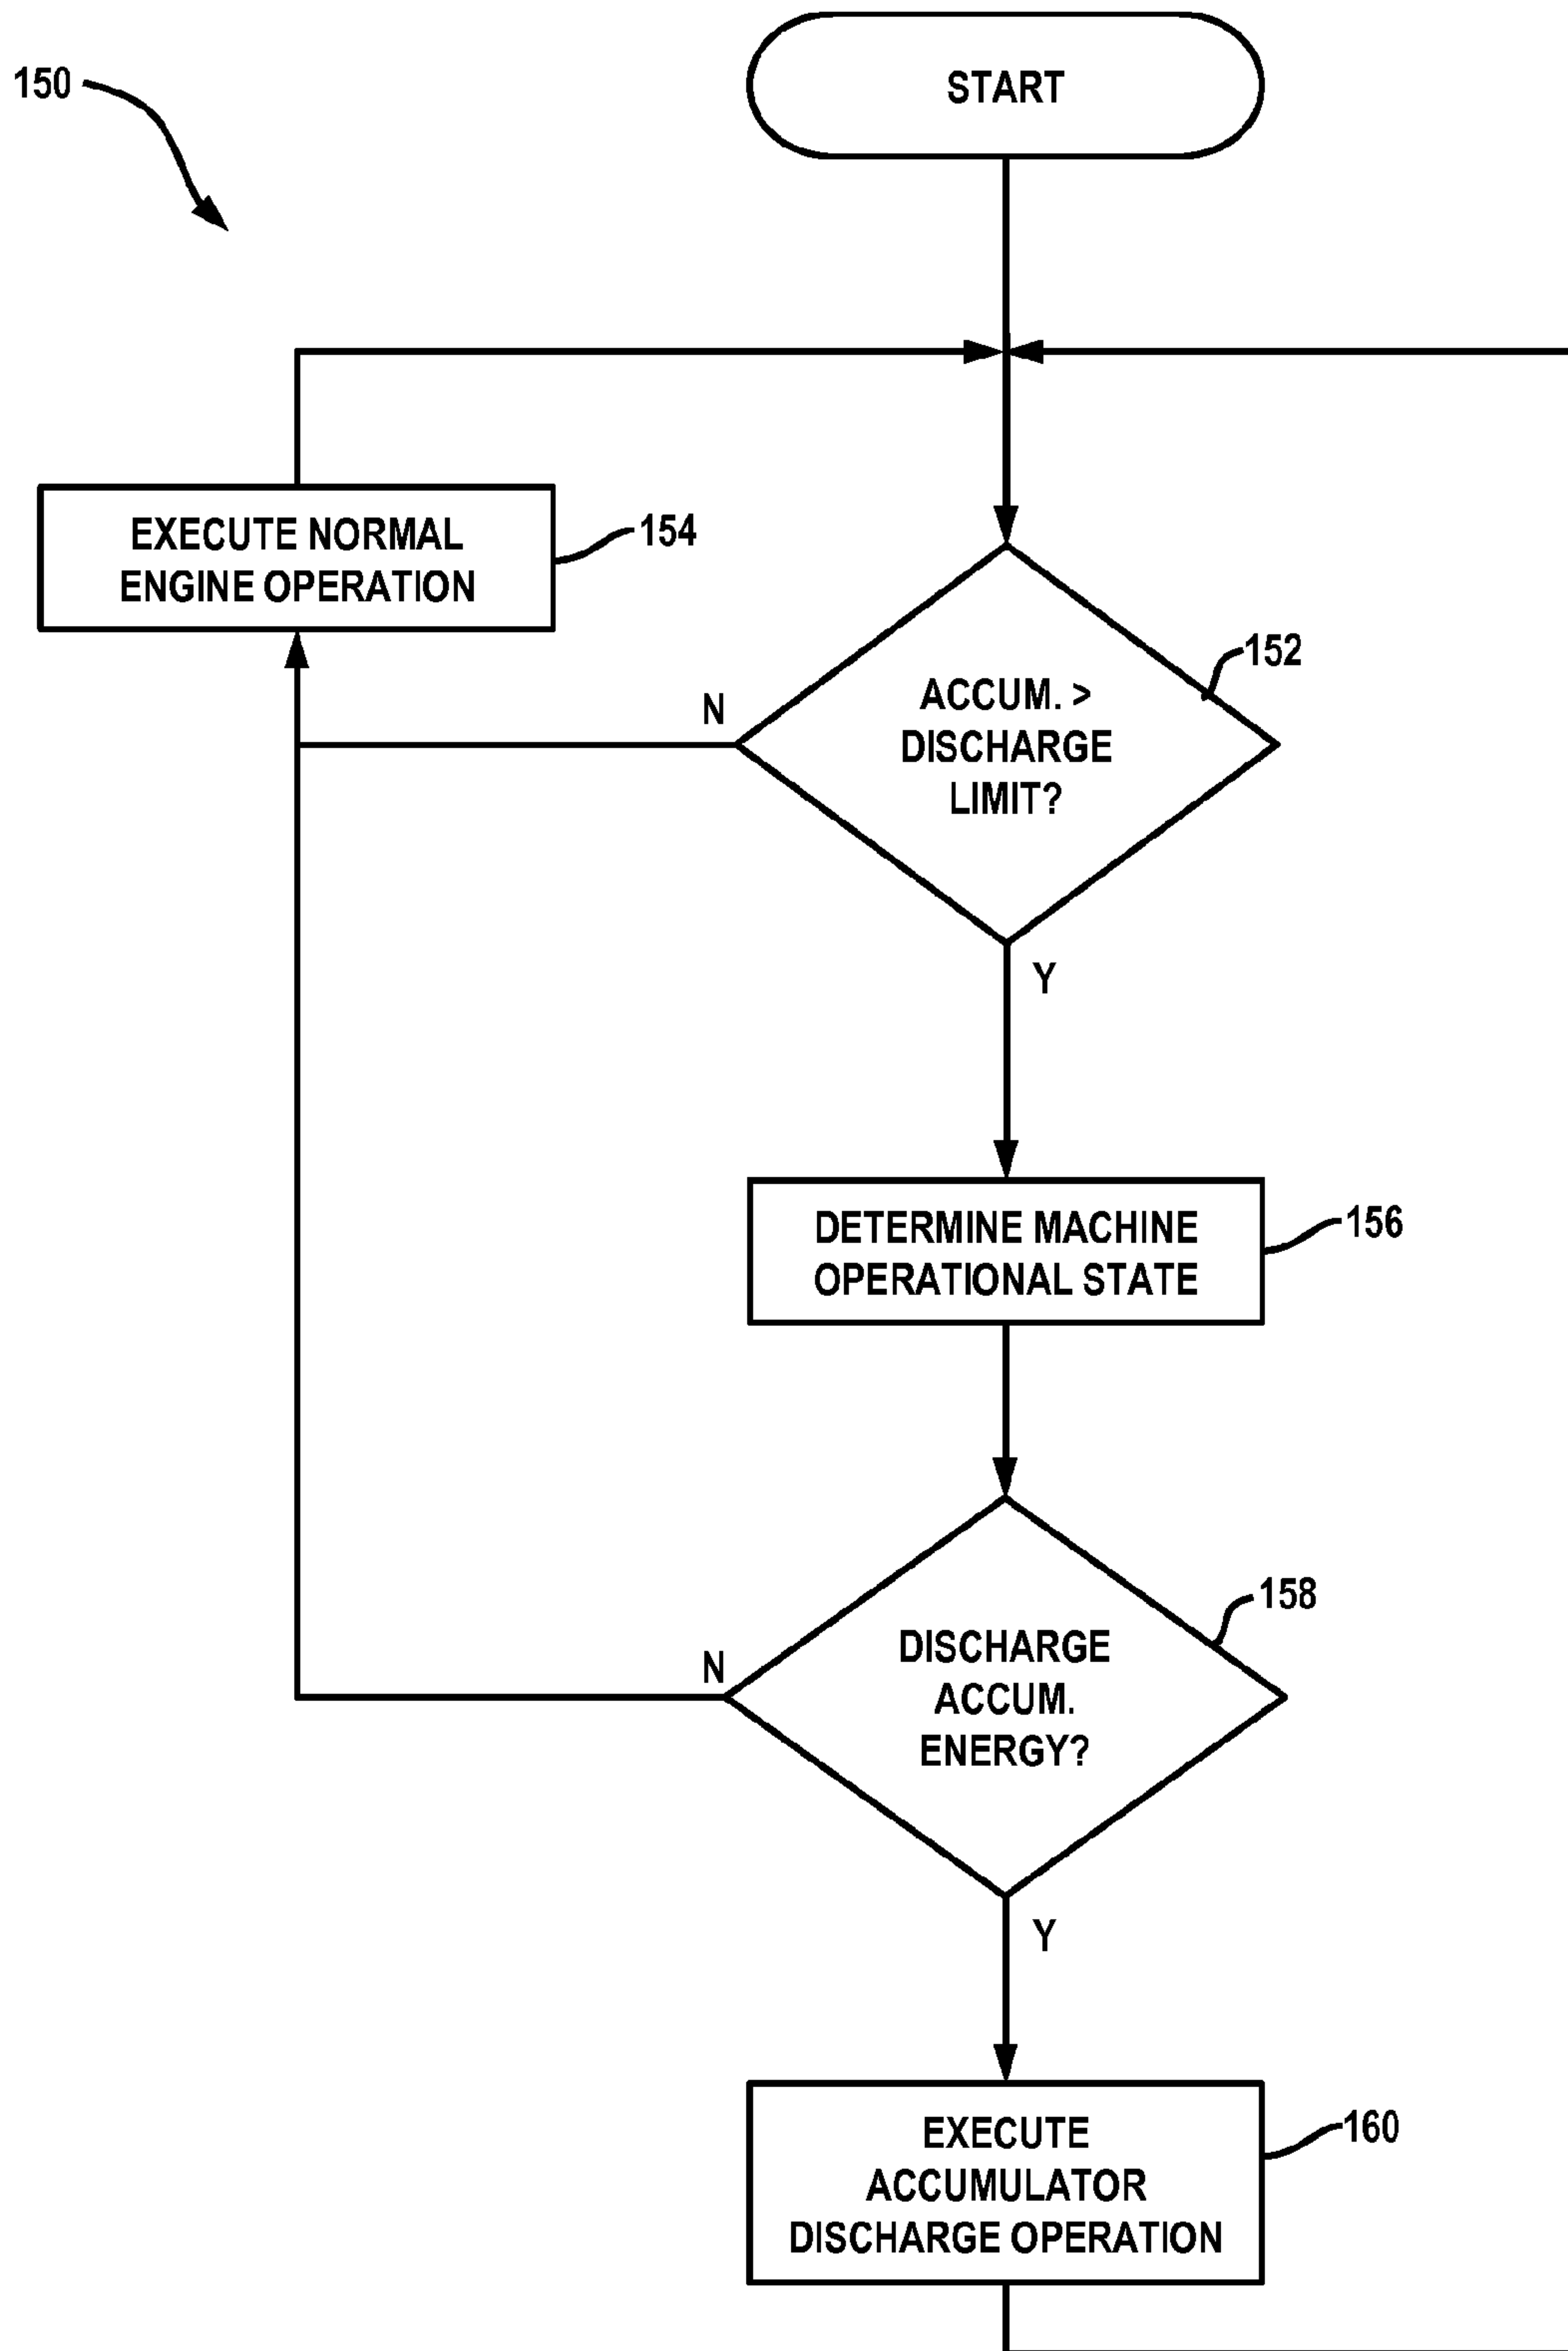 150
START
EXECUTE NORMAL
ENGINE OPERATION
154
152
ACCUM. >
DISCHARGE
LIMIT?
N
Y
DETERMINE MACHINE
OPERATIONAL STATE
156
158
DISCHARGE
ACCUM.
ENERGY?
N
Y
EXECUTE
ACCUMULATOR
DISCHARGE OPERATION
160